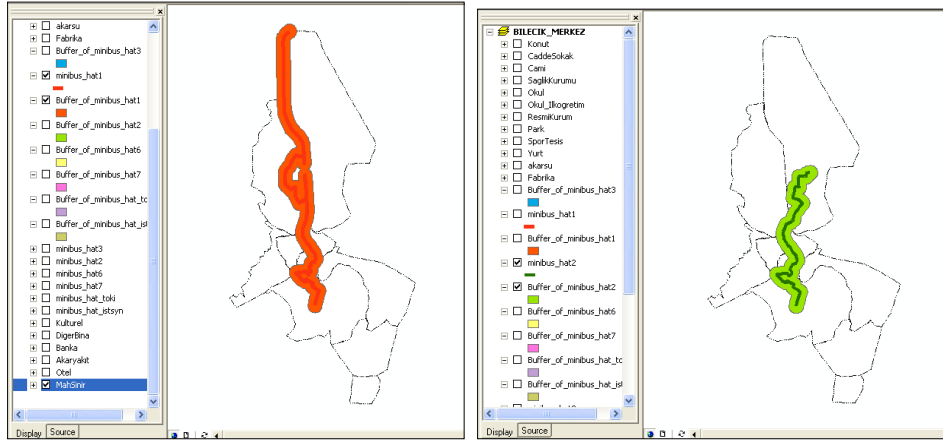 akarsu
Fabrika
Buffer_of_minibus_hat3
minibus_hat1
Buffer_of_minibus_hat1
Buffer_of_minibus_hat2
Buffer_of_minibus_hat6
Buffer_of_minibus_hat7
Buffer_of_minibus_hat_to
Buffer_of_minibus_hat_ist
minibus_hat3
minibus_hat2
minibus_hat6
minibus_hat7
minibus_hat_toki
minibus_hat_istsyn
Kulturel
DigerBina
Banka
Akaryakıt
Otel
MahSinir
Display Source
BILECIK_MERKEZ
Konut
CaddeSokak
Cami
SaglikKurumu
Okul
Okul_Ilkogretim
ResmiKurum
Park
SporTesis
Yurt
akarsu
Fabrika
Buffer_of_minibus_hat3
minibus_hat1
Buffer_of_minibus_hat1
minibus_hat2
Buffer_of_minibus_hat2
Buffer_of_minibus_hat6
Buffer_of_minibus_hat7
Buffer_of_minibus_hat_to
Buffer_of_minibus_hat_ist
Display Source